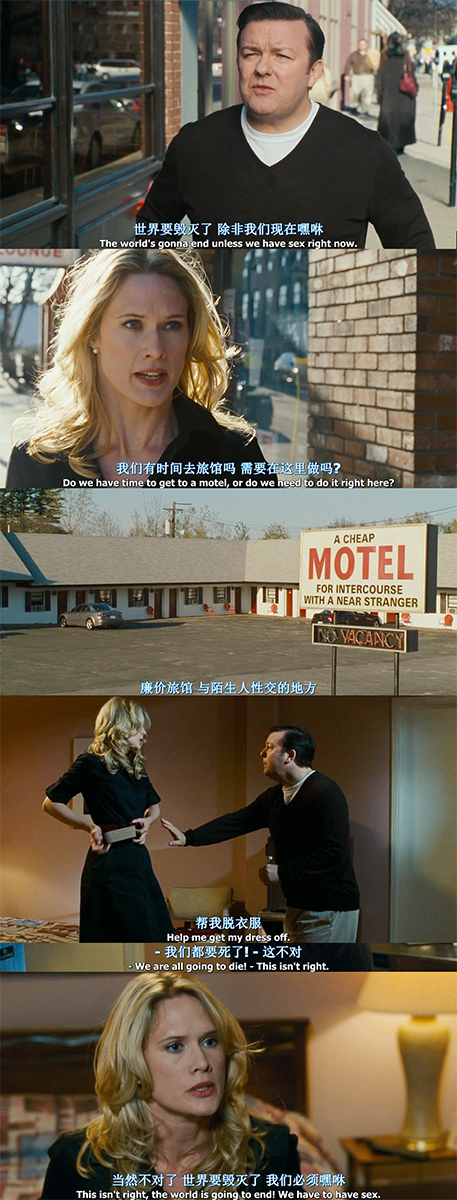 世界要毁灭了 除非我们现在嘿咻
The world's gonna end unless we have sex right now.
LOUNGE
我们有时间去旅馆吗 需要在这里做吗?
Do we have time to get to a motel, or do we need to do it right here?
A CHEAP
MOTEL
FOR INTERCOURSE
WITH A NEAR STRANGER
NO VACANCY
廉价旅馆 与陌生人性交的地方
帮我脱衣服
Help me get my dress off.
- 我们都要死了! - 这不对
- We are all going to die! - This isn't right.
当然不对了 世界要毁灭了 我们必须嘿咻
This isn't right, the world is going to end! We have to have sex.